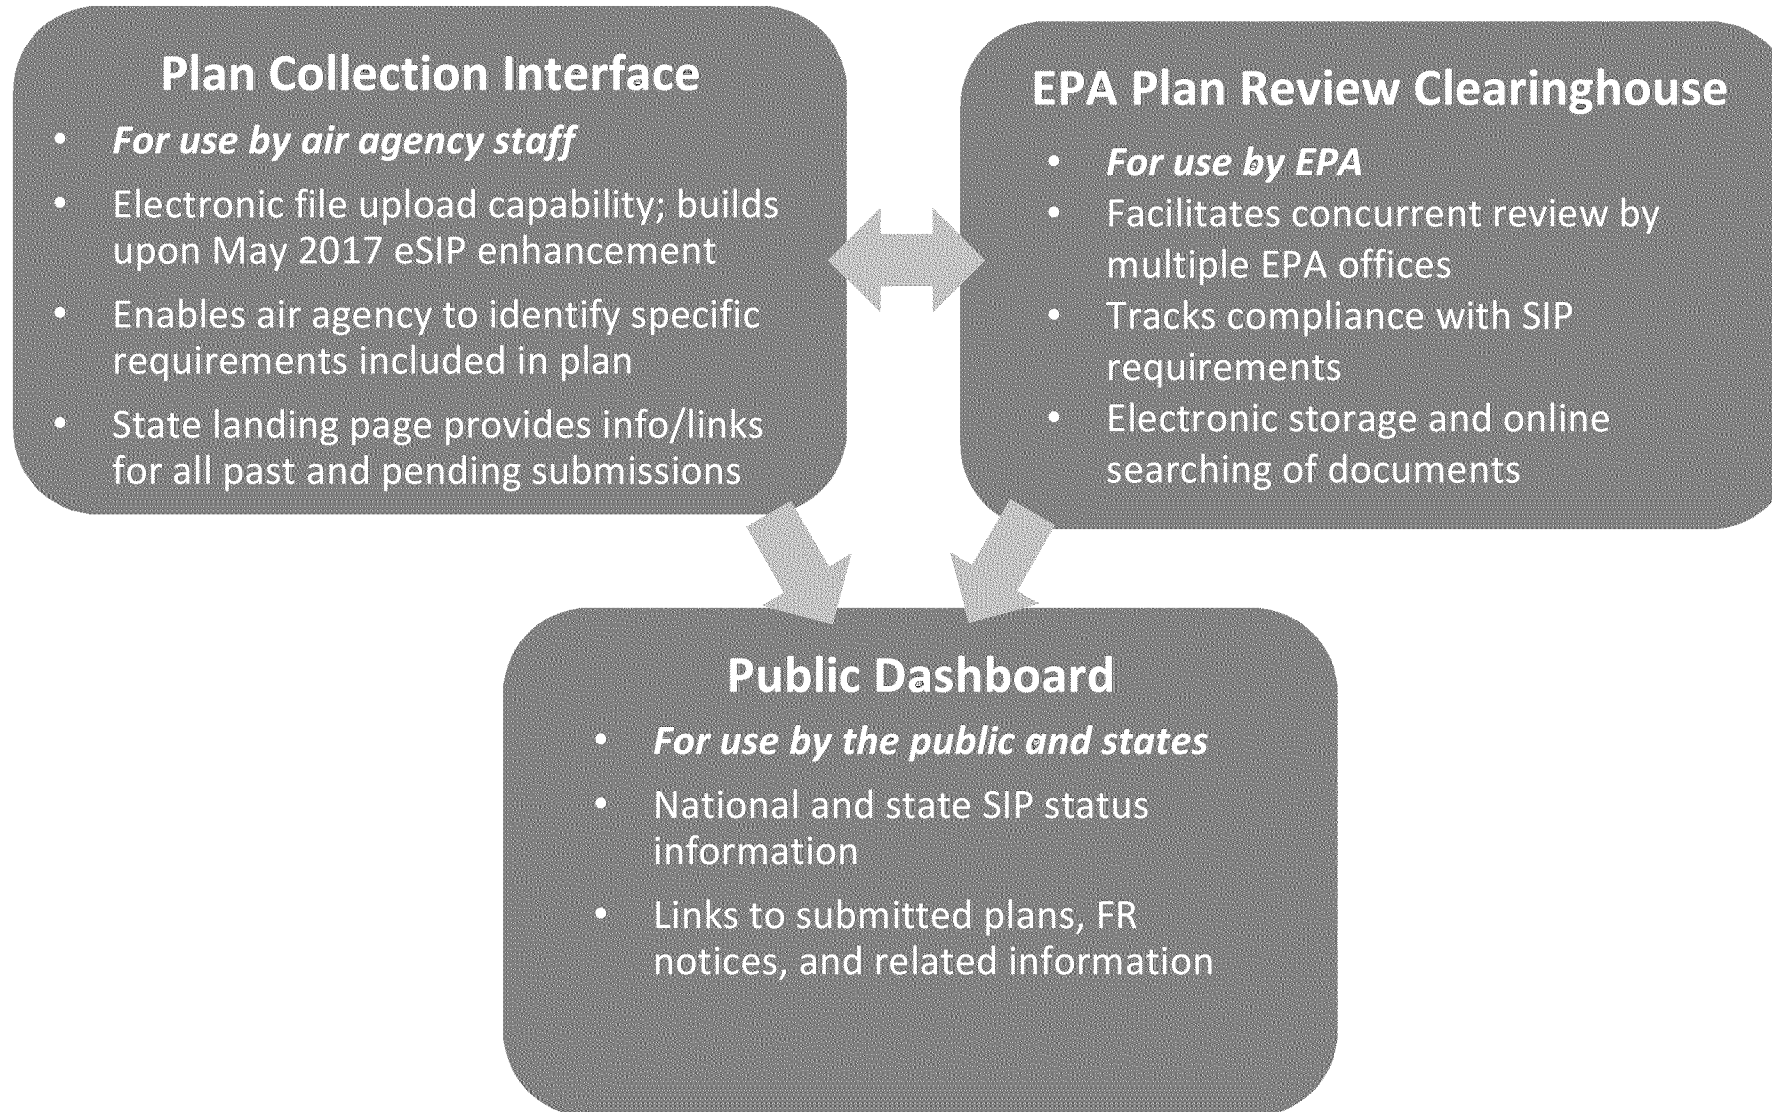 Plan Collection Interface
• For use by air agency staff
• Electronic file upload capability; builds
upon May 2017 eSIP enhancement
• Enables air agency to identify specific
requirements included in plan
• State landing page provides info/links
for all past and pending submissions
EPA Plan Review Clearinghouse
• For use by EPA
• Facilitates concurrent review by
multiple EPA offices
• Tracks compliance with SIP
requirements
• Electronic storage and online
searching of documents
Public Dashboard
• For use by the public and states
• National and state SIP status
information
• Links to submitted plans, FR
notices, and related information